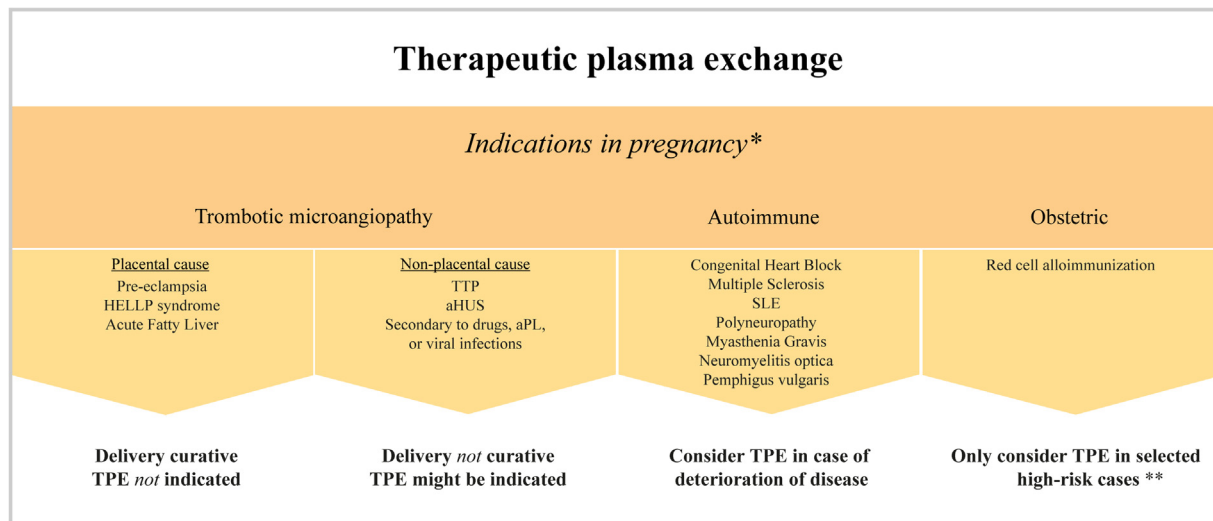 Therapeutic plasma exchange
Indications in pregnancy*
Trombotic microangiopathy
Autoimmune
Obstetric
Placental cause
Pre-eclampsia
HELLP syndrome
Acute Fatty Liver
Non-placental cause
TTP
aHUS
Secondary to drugs, aPL,
or viral infections
Congenital Heart Block
Multiple Sclerosis
SLE
Polyneuropathy
Myasthenia Gravis
Neuromyelitis optica
Pemphigus vulgaris
Red cell alloimmunization
Delivery curative
TPE not indicated
Delivery not curative
TPE might be indicated
Consider TPE in case of
deterioration of disease
Only consider TPE in selected
high-risk cases **